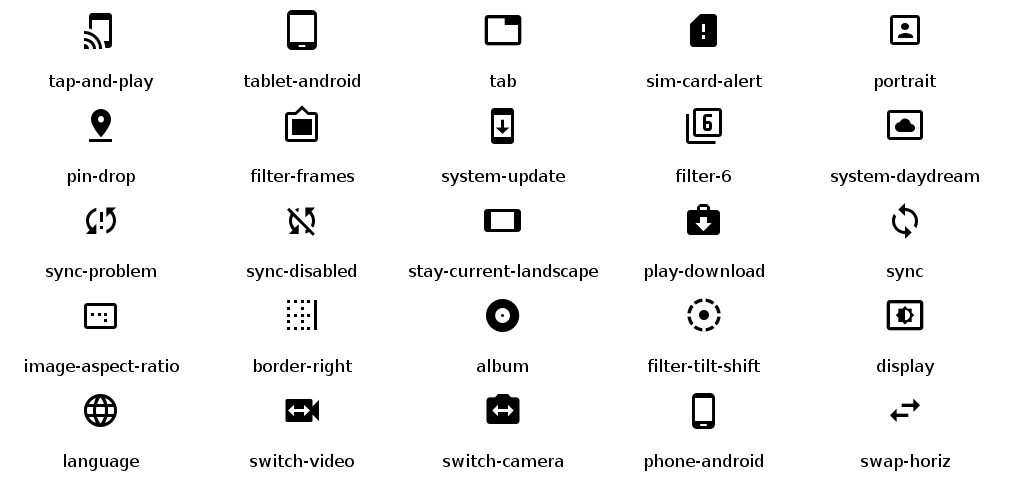 tap-and-play tablet-android tab sim-card-alert portrait
6
pin-drop filter-frames system-update filter-6 system-daydream
sync-problem sync-disabled stay-current-landscape play-download sync
image-aspect-ratio border-right album filter-tilt-shift display
language switch-video switch-camera phone-android swap-horiz